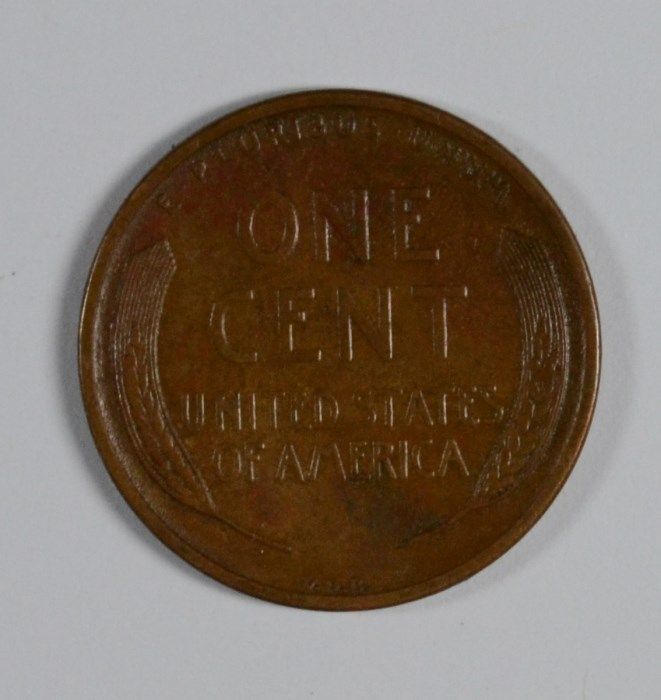 E PLURIBUS UNUM
ONE
CENT
UNITED STATES
OF AMERICA